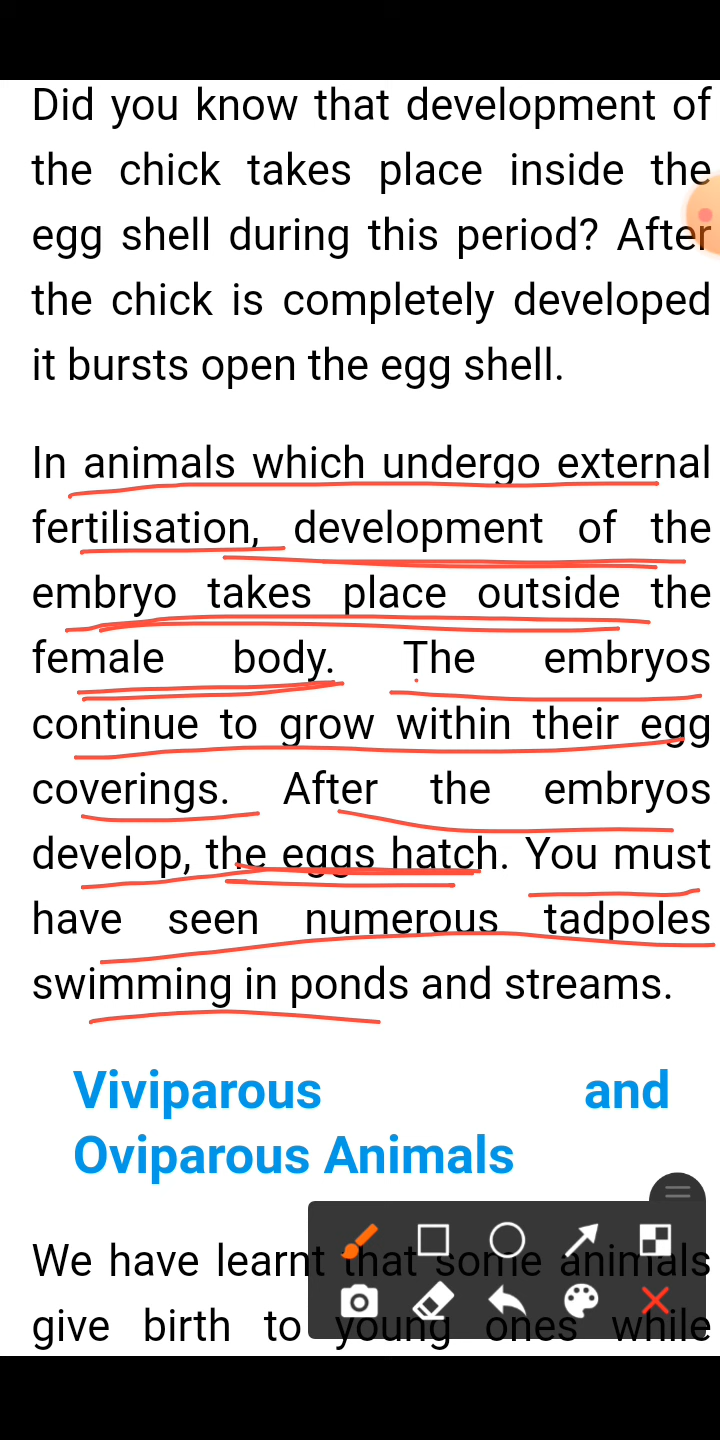 Did you know that development of
the chick takes place inside the
egg shell during this period? After
the chick is completely developed
it bursts open the egg shell.
In animals which undergo external
fertilisation, development of the
embryo takes place outside the
female body. The embryos
continue to grow within their egg
coverings. After the embryos
develop, the eggs hatch. You must
have seen numerous tadpoles
swimming in ponds and streams.
Viviparous and
Oviparous Animals
We have learnt that some animals
give birth to young ones while